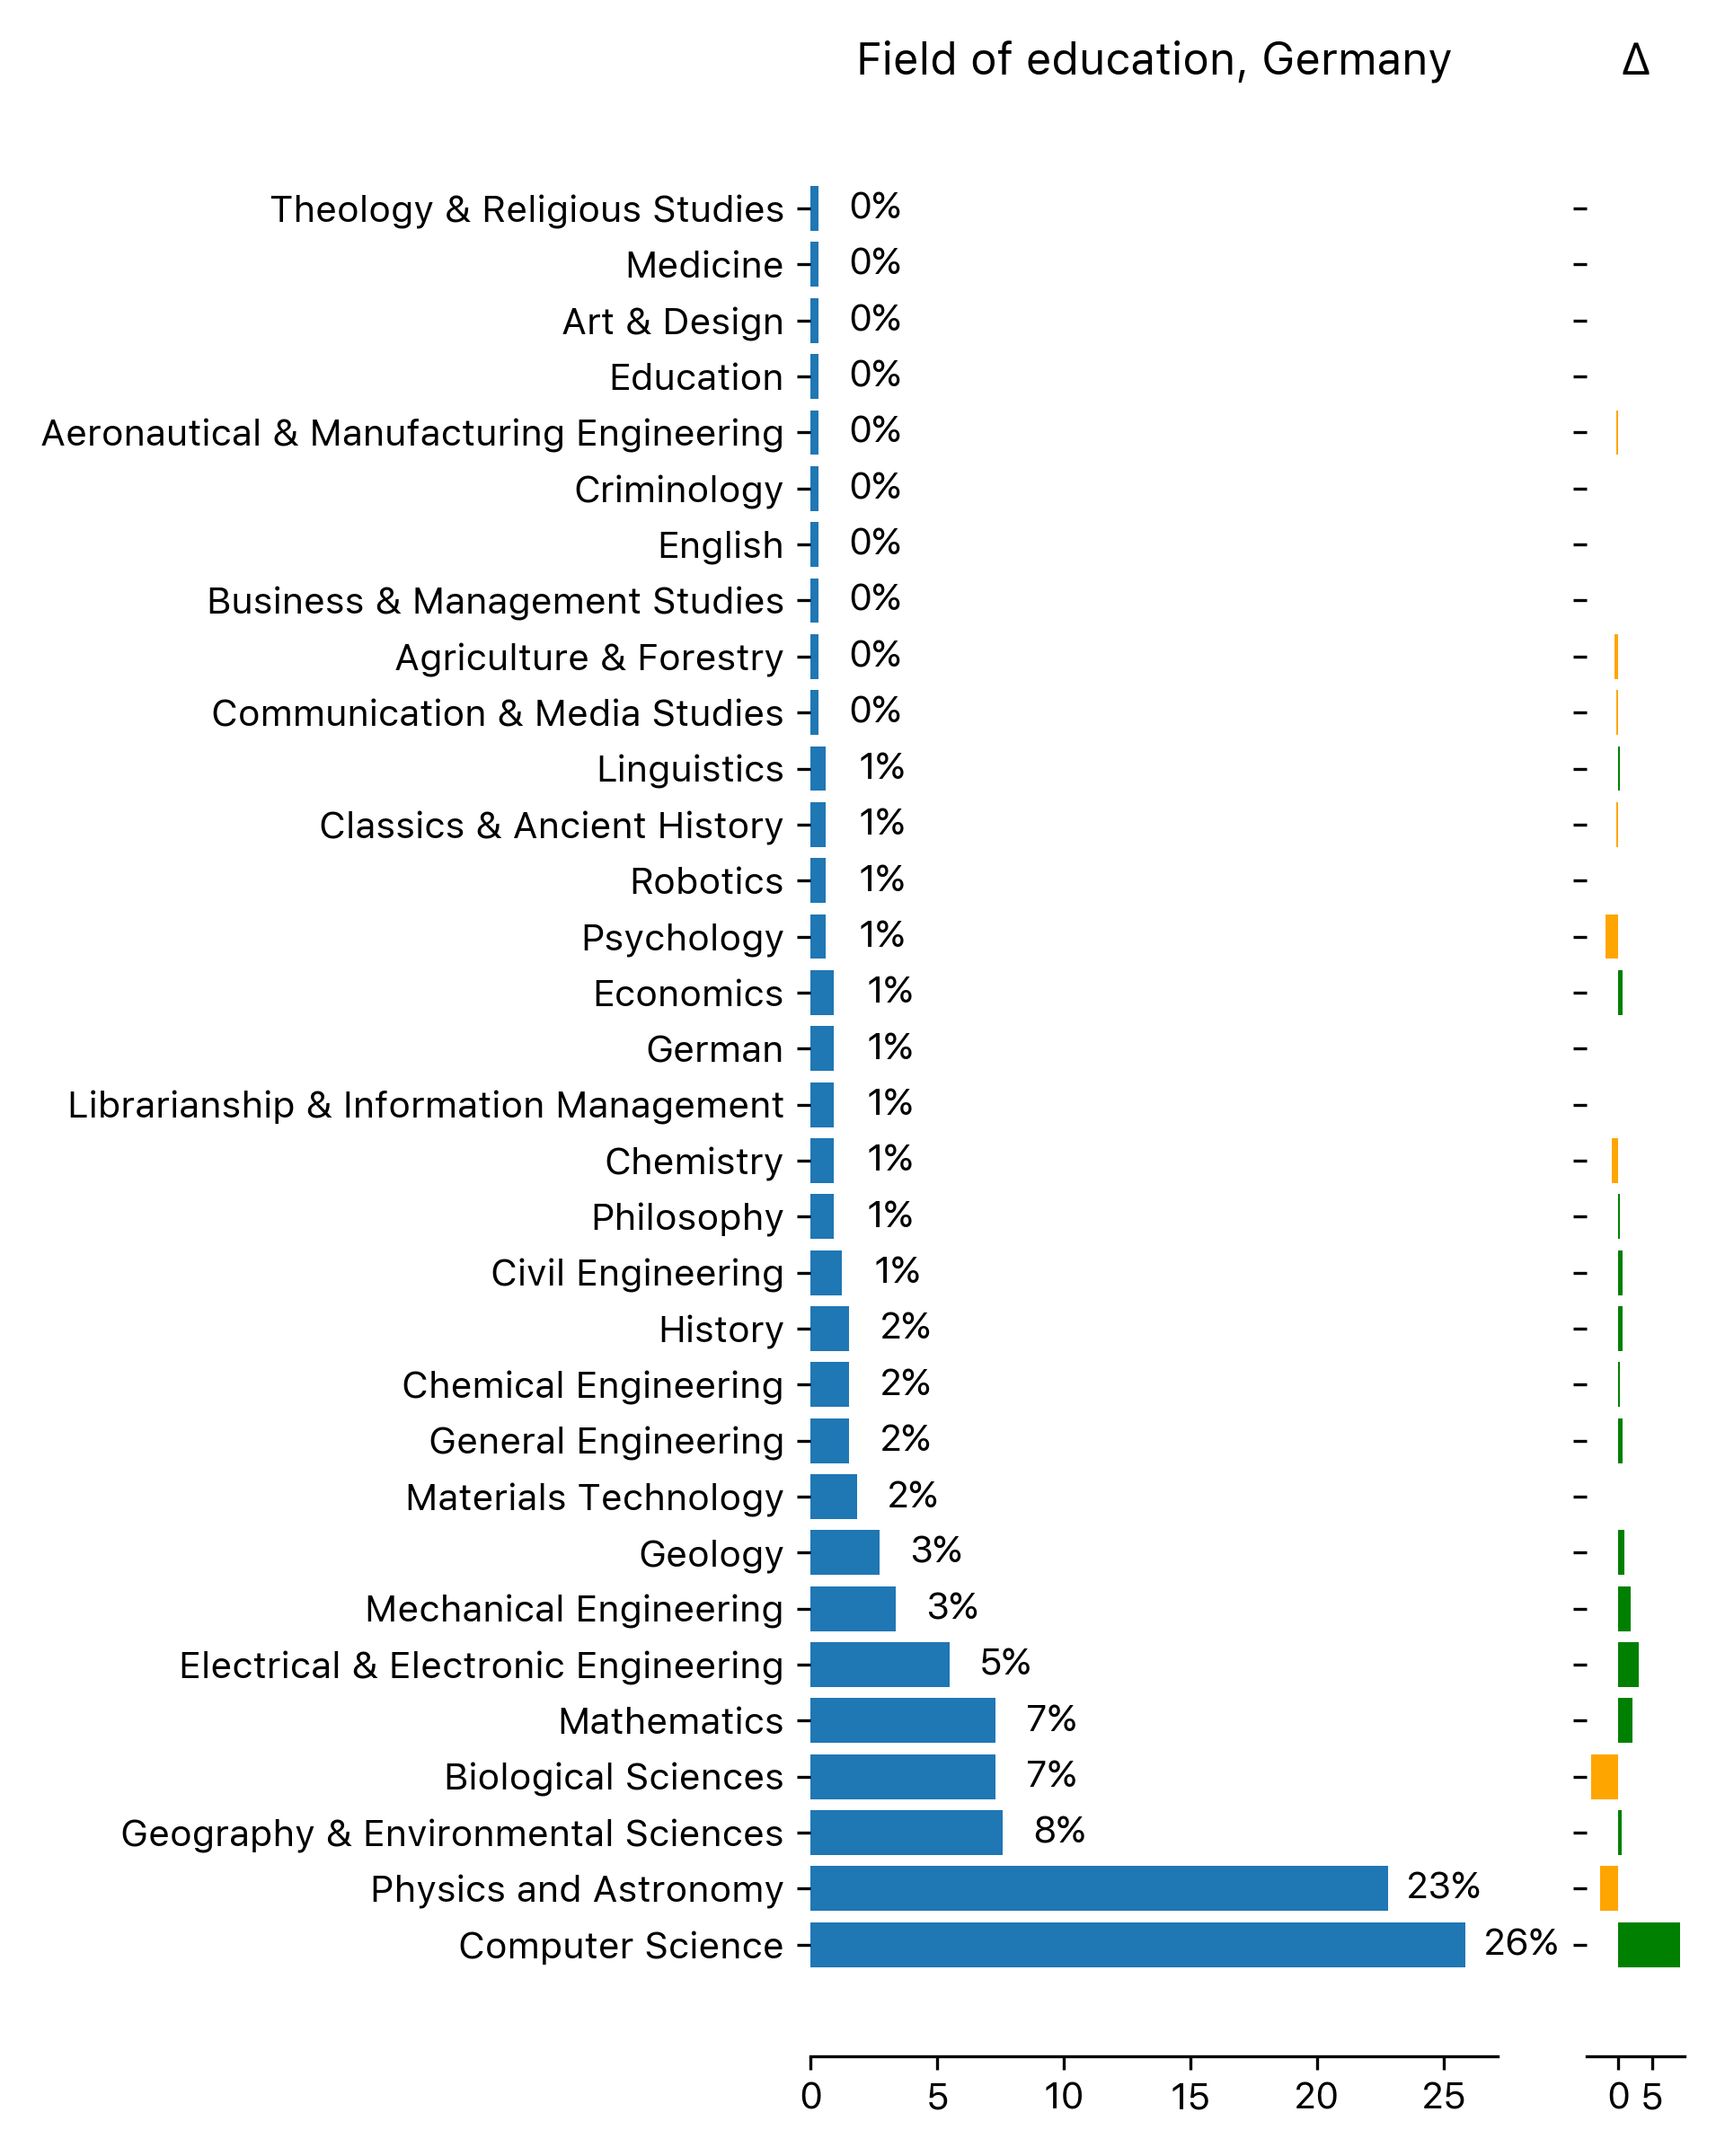 Field of education, Germany Δ
Theology & Religious Studies 0%
Medicine 0%
Art & Design 0%
Education 0%
Aeronautical & Manufacturing Engineering 0%
Criminology 0%
English 0%
Business & Management Studies 0%
Agriculture & Forestry 0%
Communication & Media Studies 0%
Linguistics 1%
Classics & Ancient History 1%
Robotics 1%
Psychology 1%
Economics 1%
German 1%
Librarianship & Information Management 1%
Chemistry 1%
Philosophy 1%
Civil Engineering 1%
History 2%
Chemical Engineering 2%
General Engineering 2%
Materials Technology 2%
Geology 3%
Mechanical Engineering 3%
Electrical & Electronic Engineering 5%
Mathematics 7%
Biological Sciences 7%
Geography & Environmental Sciences 8%
Physics and Astronomy 23%
Computer Science 26%
0 5 10 15 20 25 0 5